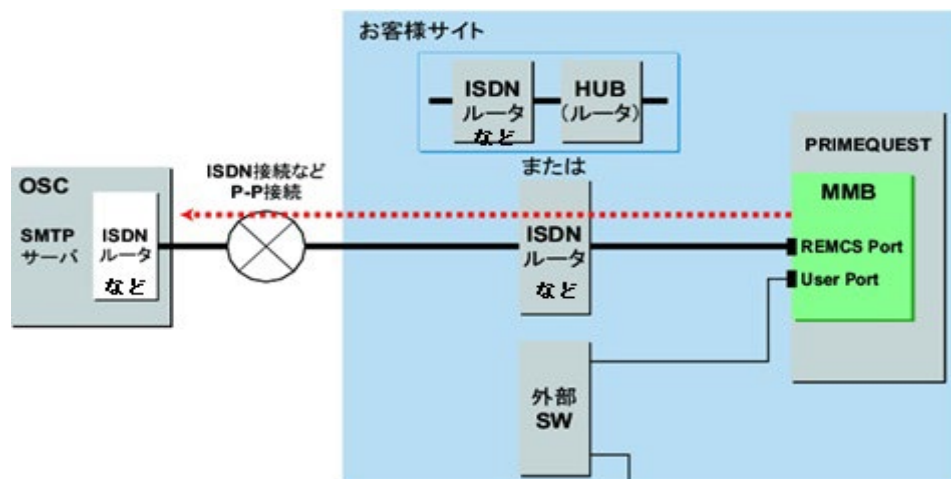 お客様サイト
ISDN
ルータ
など
HUB
(ルータ)
または
ISDN接続など
P-P接続
OSC
SMTP
サーバ
ISDN
ルータ
など
ISDN
ルータ
など
PRIMEQUEST
MMB
REMCS Port
User Port
外部
SW